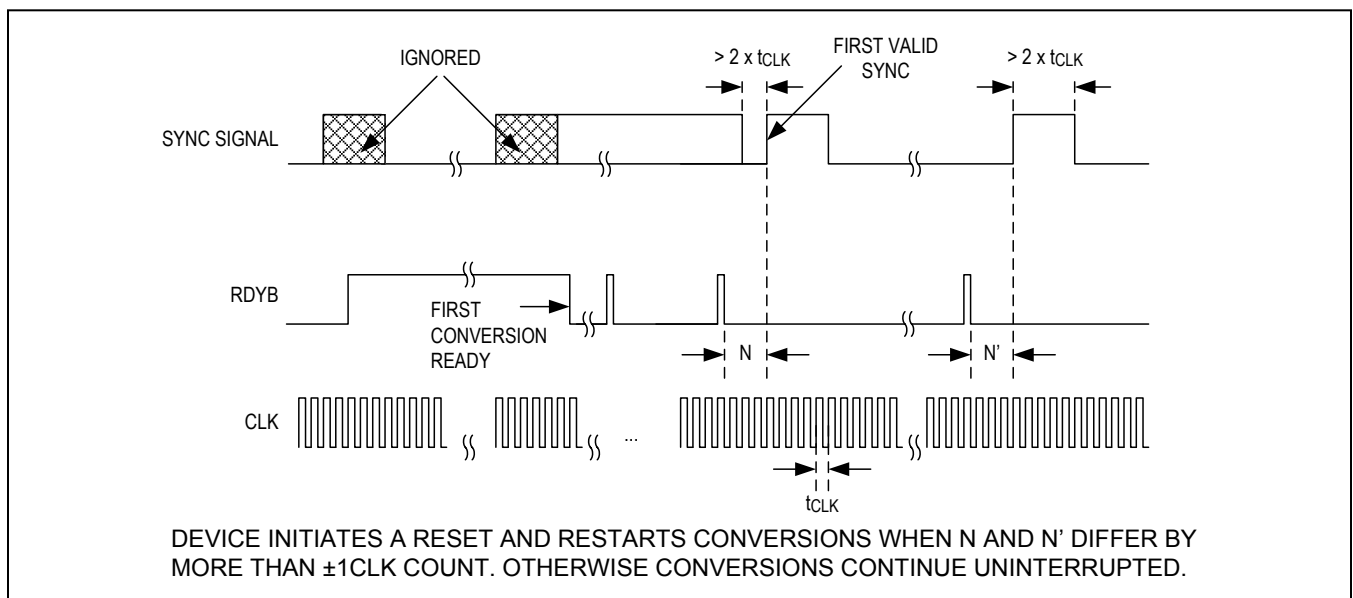 IGNORED
> 2 x tCLK
FIRST VALID
SYNC
> 2 x tCLK
SYNC SIGNAL
RDYB
FIRST
CONVERSION
READY
N
N’
CLK
...
tCLK
DEVICE INITIATES A RESET AND RESTARTS CONVERSIONS WHEN N AND N’ DIFFER BY
MORE THAN ±1CLK COUNT. OTHERWISE CONVERSIONS CONTINUE UNINTERRUPTED.